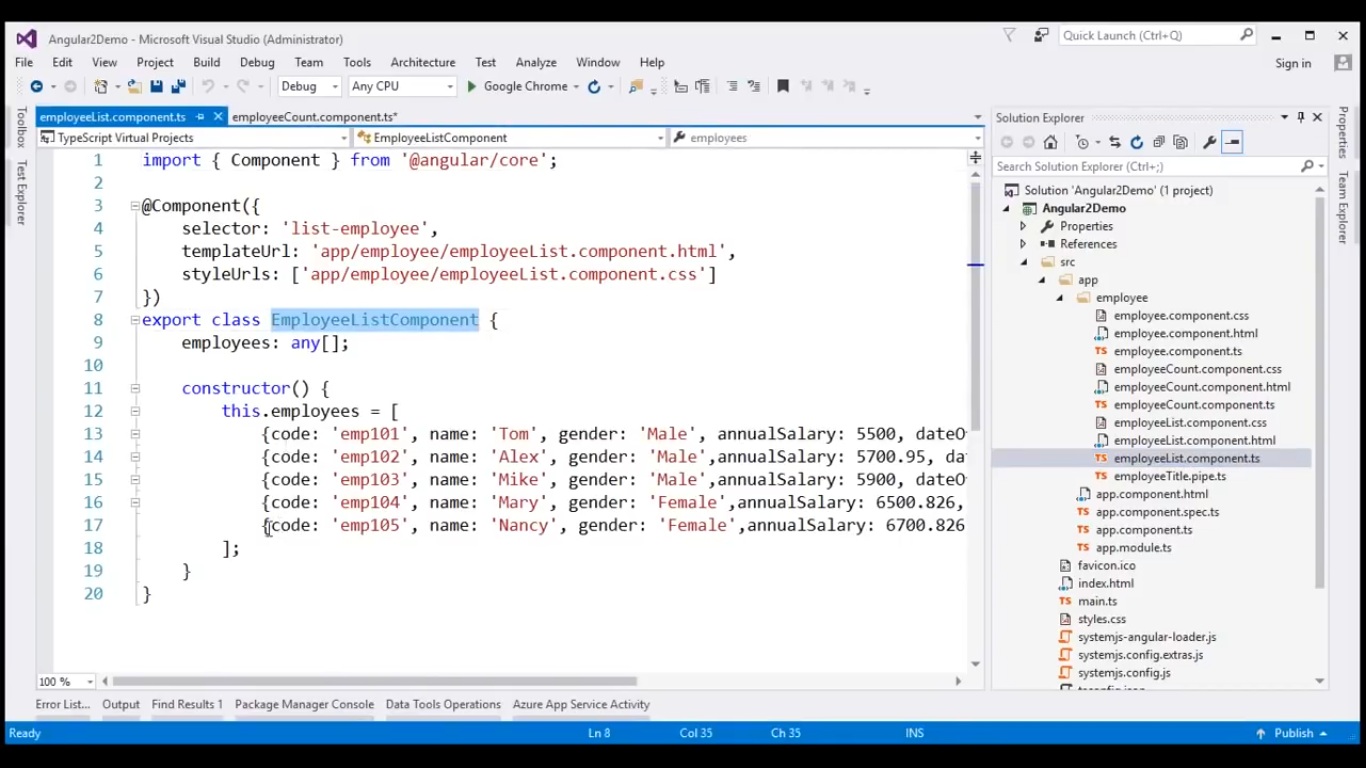 Angular2Demo - Microsoft Visual Studio (Administrator)
Quick Launch (Ctrl+Q)
File Edit View Project Build Debug Team Tools Architecture Test Analyze Window Help
Sign in
Debug Any CPU Google Chrome
employeeList.component.ts employeeCount.component.ts*
TypeScript Virtual Projects EmployeeListComponent employees
Toolbox
Test Explorer
1 import { Component } from '@angular/core';
2
3 @Component({
4 selector: 'list-employee',
5 templateUrl: 'app/employee/employeeList.component.html',
6 styleUrls: ['app/employee/employeeList.component.css']
7 })
8 export class EmployeeListComponent {
9 employees: any[];
10
11 constructor() {
12 this.employees = [
13 {code: 'emp101', name: 'Tom', gender: 'Male', annualSalary: 5500, dateO
14 {code: 'emp102', name: 'Alex', gender: 'Male',annualSalary: 5700.95, da
15 {code: 'emp103', name: 'Mike', gender: 'Male',annualSalary: 5900, dateO
16 {code: 'emp104', name: 'Mary', gender: 'Female',annualSalary: 6500.826,
17 {code: 'emp105', name: 'Nancy', gender: 'Female',annualSalary: 6700.826
18 ];
19 }
20 }
100 %
Solution Explorer
Search Solution Explorer (Ctrl+;)
Solution 'Angular2Demo' (1 project)
Angular2Demo
Properties
References
src
app
employee
employee.component.css
employee.component.html
TS employee.component.ts
employeeCount.component.css
employeeCount.component.html
TS employeeCount.component.ts
employeeList.component.css
employeeList.component.html
TS employeeList.component.ts
TS employeeTitle.pipe.ts
app.component.html
TS app.component.spec.ts
TS app.component.ts
TS app.module.ts
favicon.ico
index.html
TS main.ts
styles.css
systemjs-angular-loader.js
systemjs.config.extras.js
systemjs.config.js
Properties
Team Explorer
Error List... Output Find Results 1 Package Manager Console Data Tools Operations Azure App Service Activity
Ready Ln 8 Col 35 Ch 35 INS Publish